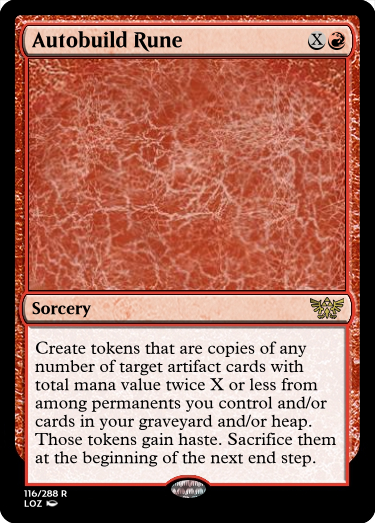 Autobuild Rune X
Sorcery
Create tokens that are copies of any
number of target artifact cards with
total mana value twice X or less from
among permanents you control and/or
cards in your graveyard and/or heap.
Those tokens gain haste. Sacrifice them
at the beginning of the next end step.
116/288 R
LOZ